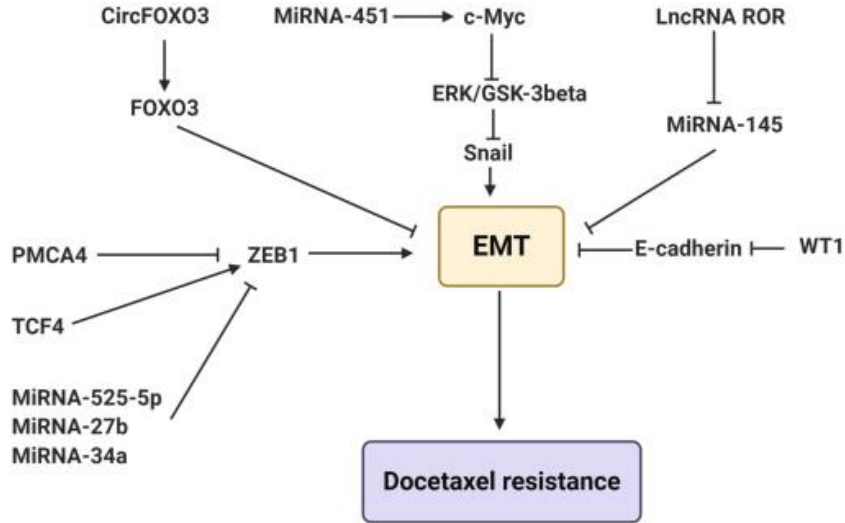 CircFOXO3
MiRNA-451
c-Myc
LncRNA ROR
FOXO3
ERK/GSK-3beta
MiRNA-145
Snail
PMCA4
ZEB1
EMT
E-cadherin
WT1
TCF4
MiRNA-525-5p
MiRNA-27b
MiRNA-34a
Docetaxel resistance